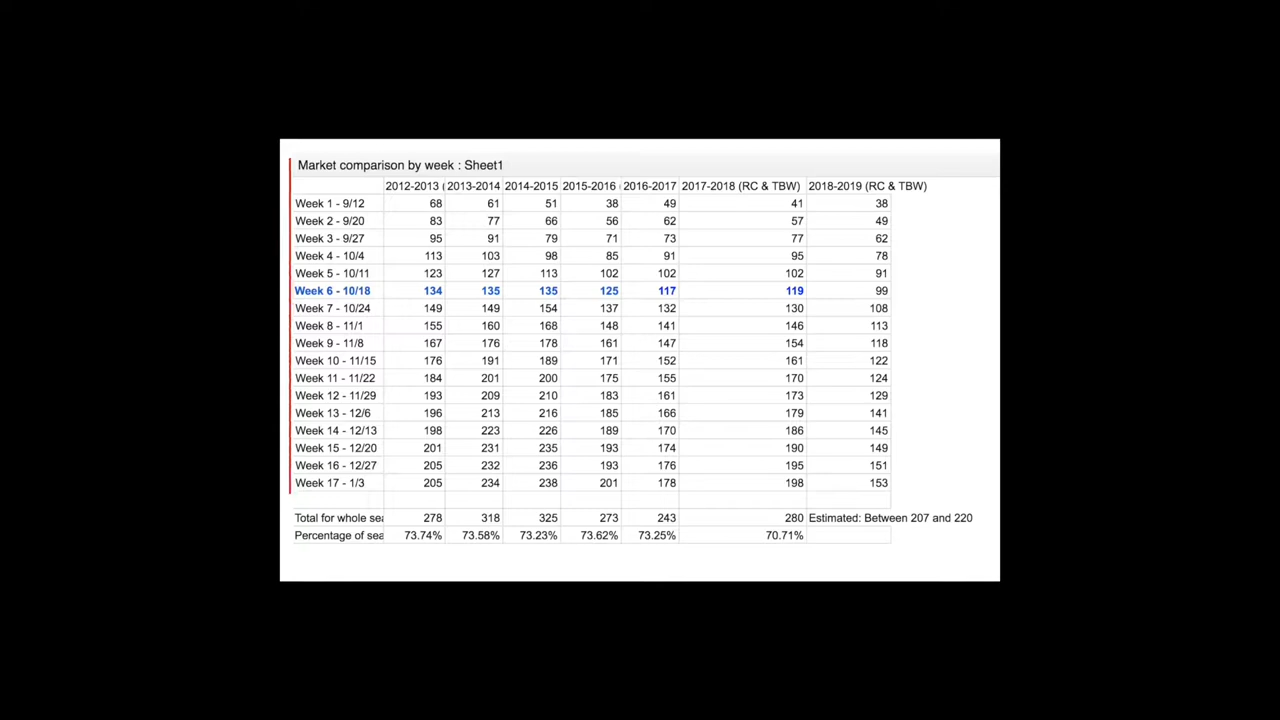 Market comparison by week : Sheet1
2012-2013 ( 2013-2014 2014-2015 2015-2016 2016-2017 2017-2018 (RC & TBW) 2018-2019 (RC & TBW)
Week 1 - 9/12 68 61 51 38 49 41 38
Week 2 - 9/20 83 77 66 56 62 57 49
Week 3 - 9/27 95 91 79 71 73 77 62
Week 4 - 10/4 113 103 98 85 91 95 78
Week 5 - 10/11 123 127 113 102 102 102 91
Week 6 - 10/18 134 135 135 125 117 119 99
Week 7 - 10/24 149 149 154 137 132 130 108
Week 8 - 11/1 155 160 168 148 141 146 113
Week 9 - 11/8 167 176 178 161 147 154 118
Week 10 - 11/15 176 191 189 171 152 161 122
Week 11 - 11/22 184 201 200 175 155 170 124
Week 12 - 11/29 193 209 210 183 161 173 129
Week 13 - 12/6 196 213 216 185 166 179 141
Week 14 - 12/13 198 223 226 189 170 186 145
Week 15 - 12/20 201 231 235 193 174 190 149
Week 16 - 12/27 205 232 236 193 176 195 151
Week 17 - 1/3 205 234 238 201 178 198 153
Total for whole sea 278 318 325 273 243 280 Estimated: Between 207 and 220
Percentage of sea 73.74% 73.58% 73.23% 73.62% 73.25% 70.71%